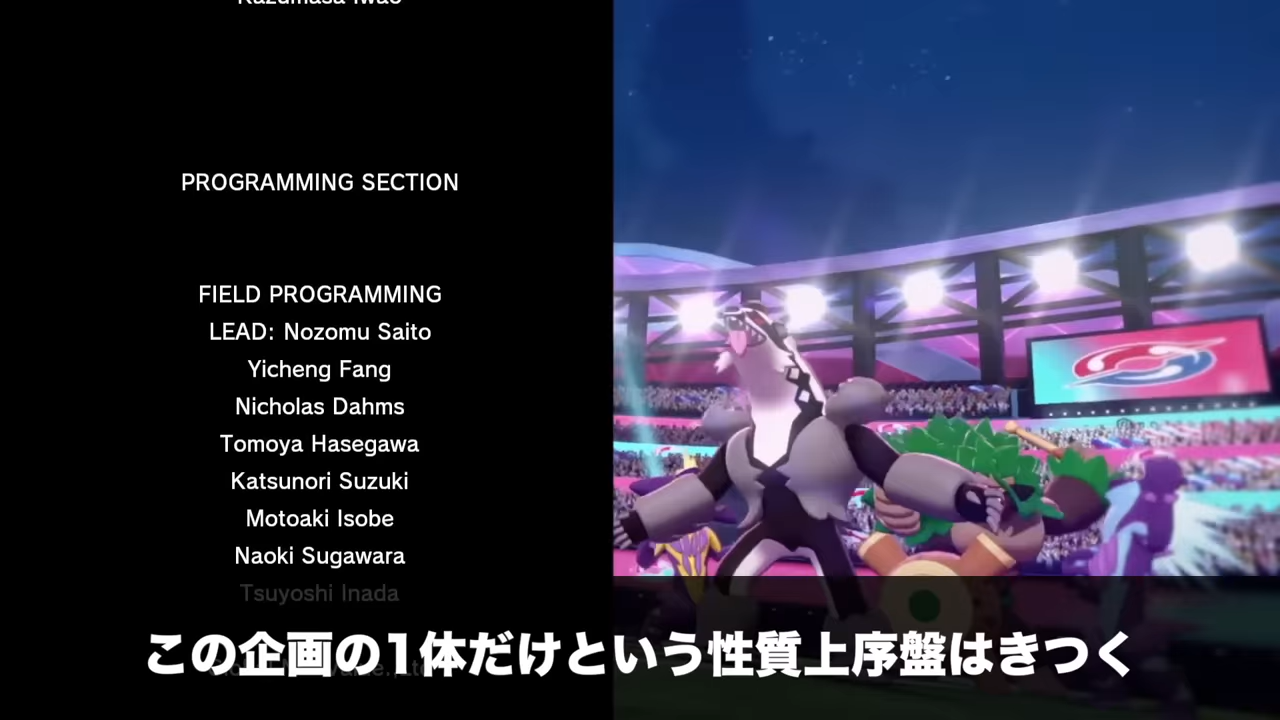 Kazumasa Iwao
PROGRAMMING SECTION
FIELD PROGRAMMING
LEAD: Nozomu Saito
Yicheng Fang
Nicholas Dahms
Tomoya Hasegawa
Katsunori Suzuki
Motoaki Isobe
Naoki Sugawara
Tsuyoshi Inada
この企画の1体だけという性質上序盤はきつく